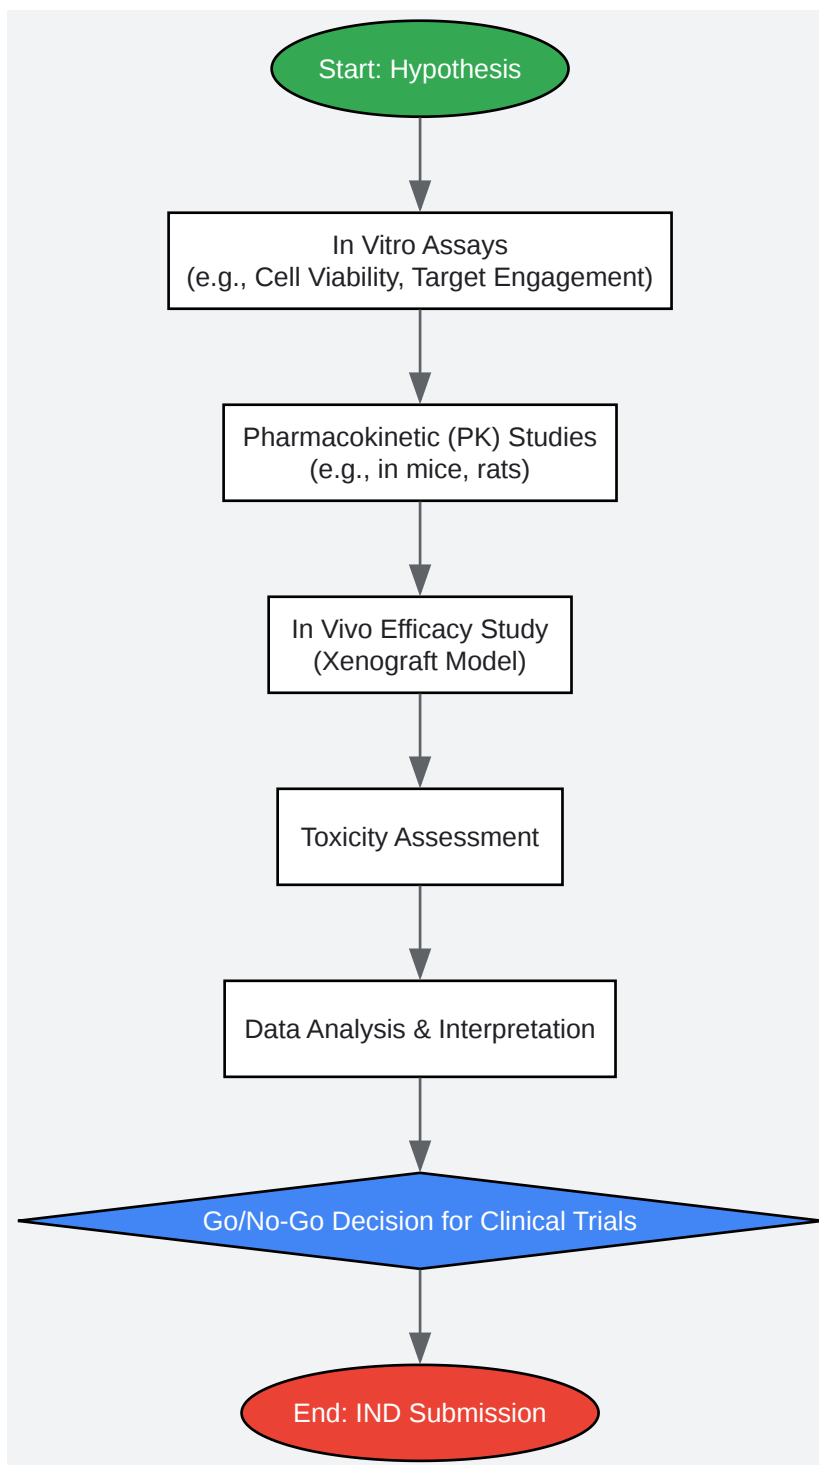 Start: Hypothesis
In Vitro Assays
(e.g., Cell Viability, Target Engagement)
Pharmacokinetic (PK) Studies
(e.g., in mice, rats)
In Vivo Efficacy Study
(Xenograft Model)
Toxicity Assessment
Data Analysis & Interpretation
Go/No-Go Decision for Clinical Trials
End: IND Submission